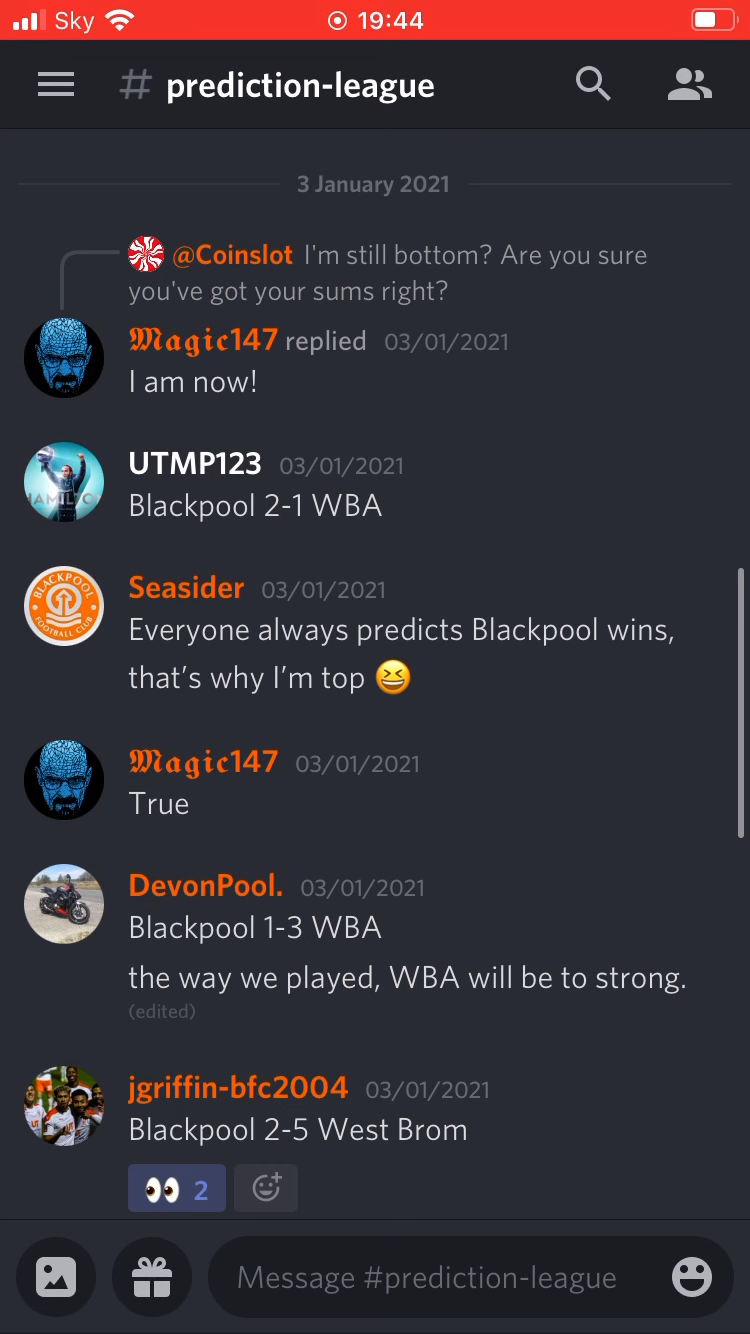 Sky 19:44
# prediction-league
3 January 2021
@Coinslot I'm still bottom? Are you sure
you've got your sums right?
𝕸𝖆𝖌𝖎𝖈147 replied 03/01/2021
I am now!
UTMP123 03/01/2021
HAMILTON
Blackpool 2-1 WBA
Seasider 03/01/2021
BLACKPOOL
FOOTBALL CLUB
Everyone always predicts Blackpool wins,
that's why I'm top 😆
𝕸𝖆𝖌𝖎𝖈147 03/01/2021
True
DevonPool. 03/01/2021
Blackpool 1-3 WBA
the way we played, WBA will be to strong.
(edited)
jgriffin-bfc2004 03/01/2021
Blackpool 2-5 West Brom
👀 2
Message #prediction-league